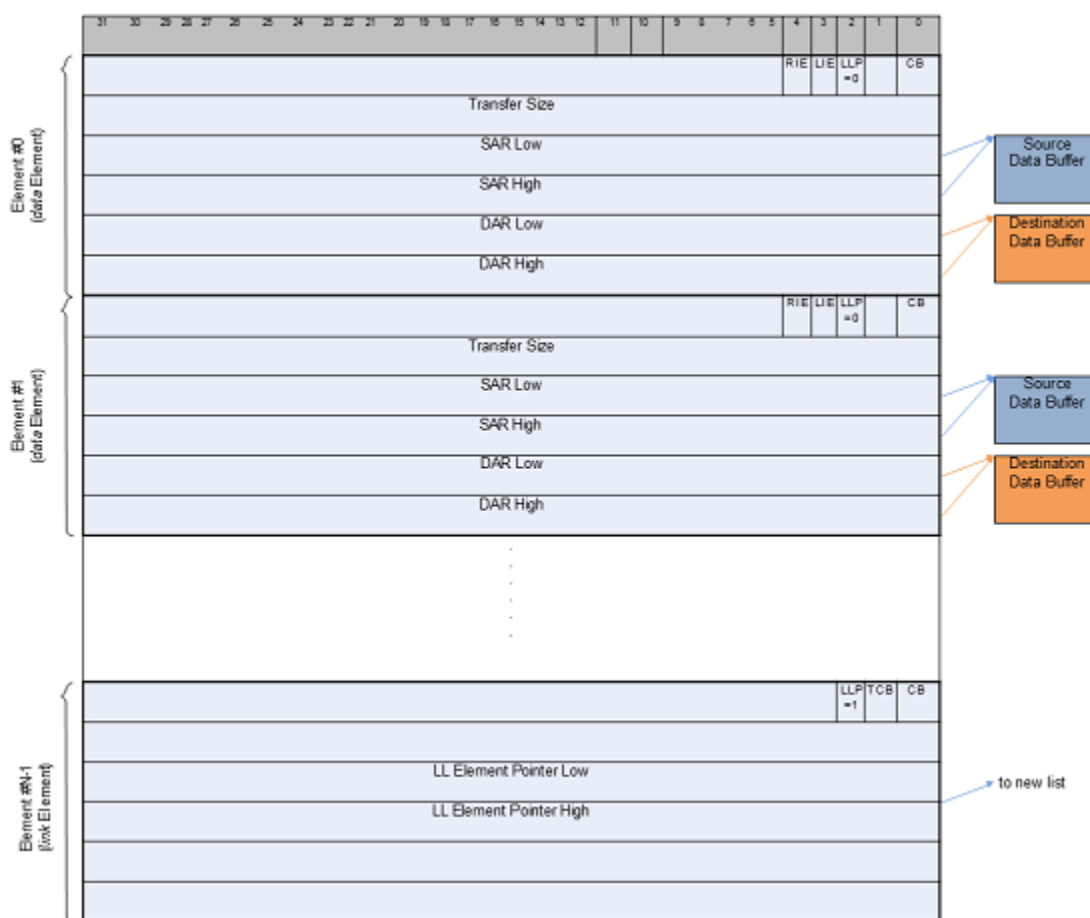 31 30 29 28 27 26 25 24 23 22 21 20 19 18 17 16 15 14 13 12 11 10 9 8 7 6 5 4 3 2 1 0
Element #0
(data Element)
RIE LIE LLP CB
=0
Transfer Size
SAR Low
SAR High
DAR Low
DAR High
Source
Data Buffer
Destination
Data Buffer
Element #1
(data Element)
RIE LIE LLP CB
=0
Transfer Size
SAR Low
SAR High
DAR Low
DAR High
Source
Data Buffer
Destination
Data Buffer
Element #N-1
(link Element)
LLP TCB CB
=1
LL Element Pointer Low
LL Element Pointer High
to new list